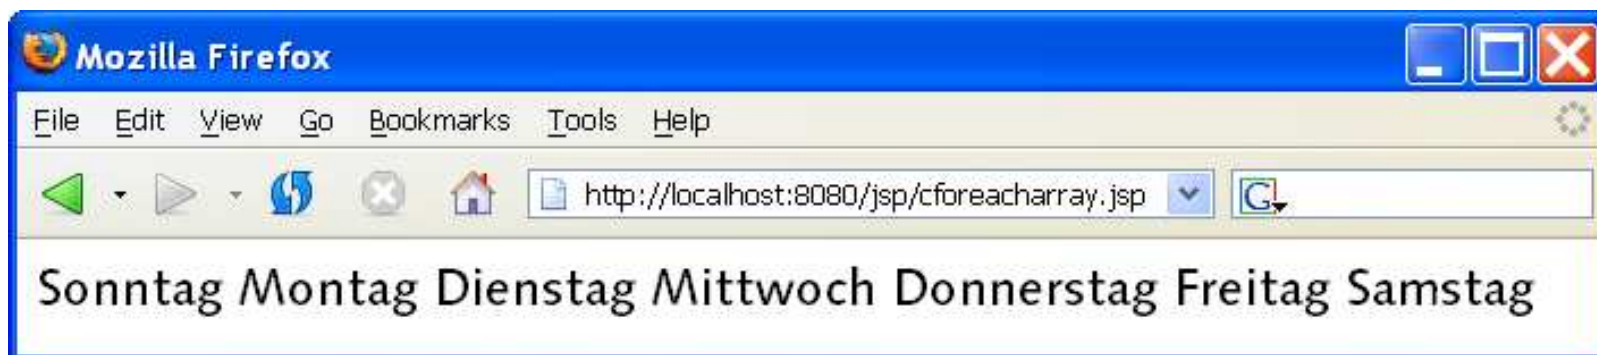 Mozilla Firefox
File Edit View Go Bookmarks Tools Help
http://localhost:8080/jsp/cforeacharray.jsp G
Sonntag Montag Dienstag Mittwoch Donnerstag Freitag Samstag